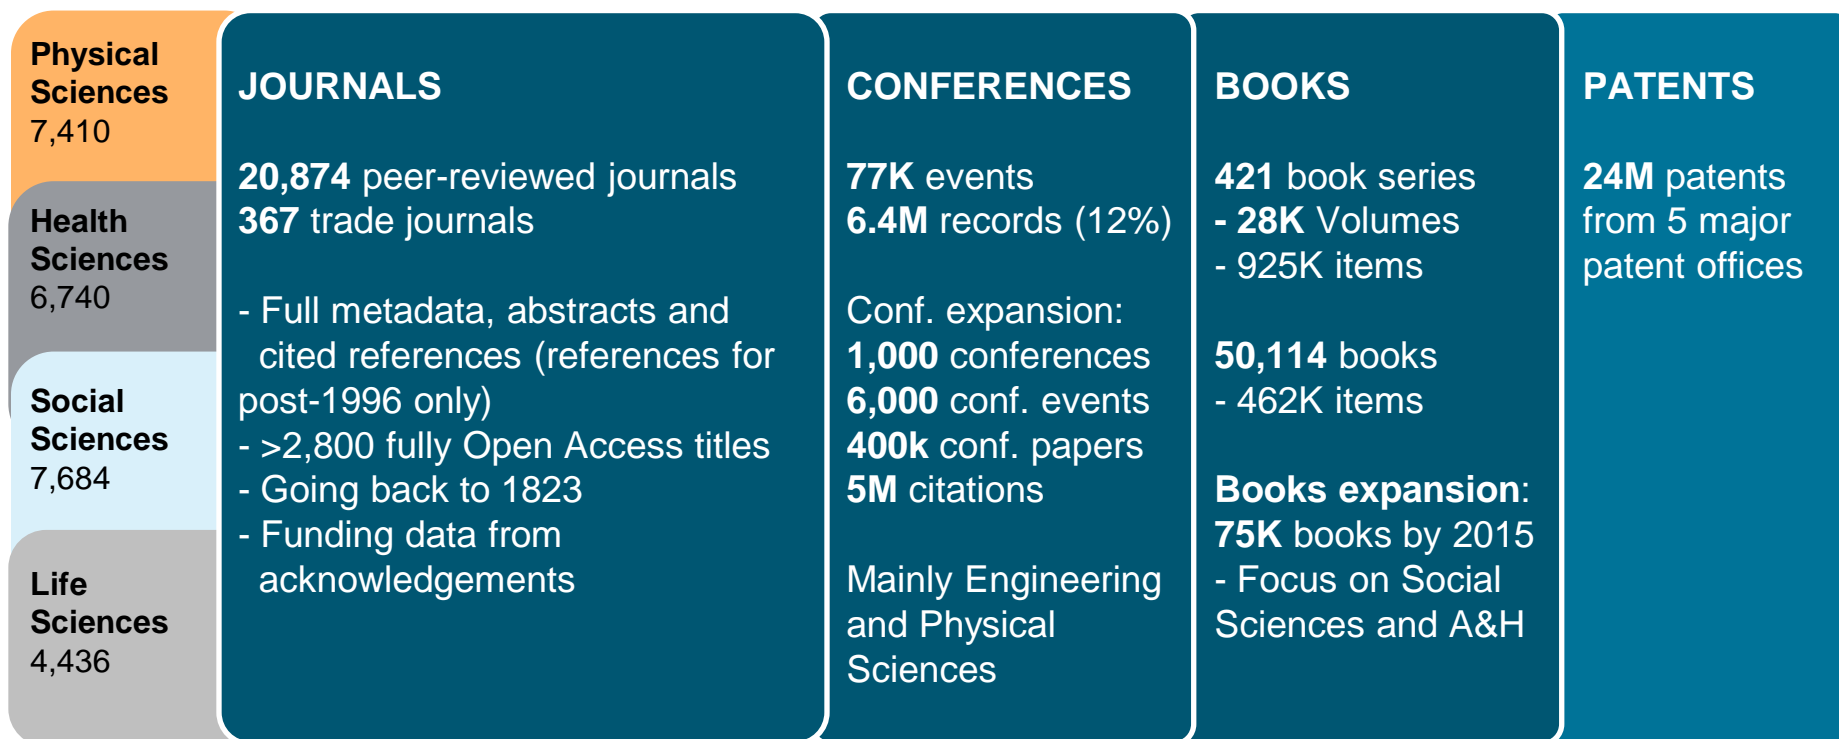 Physical
Sciences
7,410
Health
Sciences
6,740
Social
Sciences
7,684
Life
Sciences
4,436
JOURNALS
20,874 peer-reviewed journals
367 trade journals
- Full metadata, abstracts and
cited references (references for
post-1996 only)
- >2,800 fully Open Access titles
- Going back to 1823
- Funding data from
acknowledgements
CONFERENCES
77K events
6.4M records (12%)
Conf. expansion:
1,000 conferences
6,000 conf. events
400k conf. papers
5M citations
Mainly Engineering
and Physical
Sciences
BOOKS
421 book series
- 28K Volumes
- 925K items
50,114 books
- 462K items
Books expansion:
75K books by 2015
- Focus on Social
Sciences and A&H
PATENTS
24M patents
from 5 major
patent offices